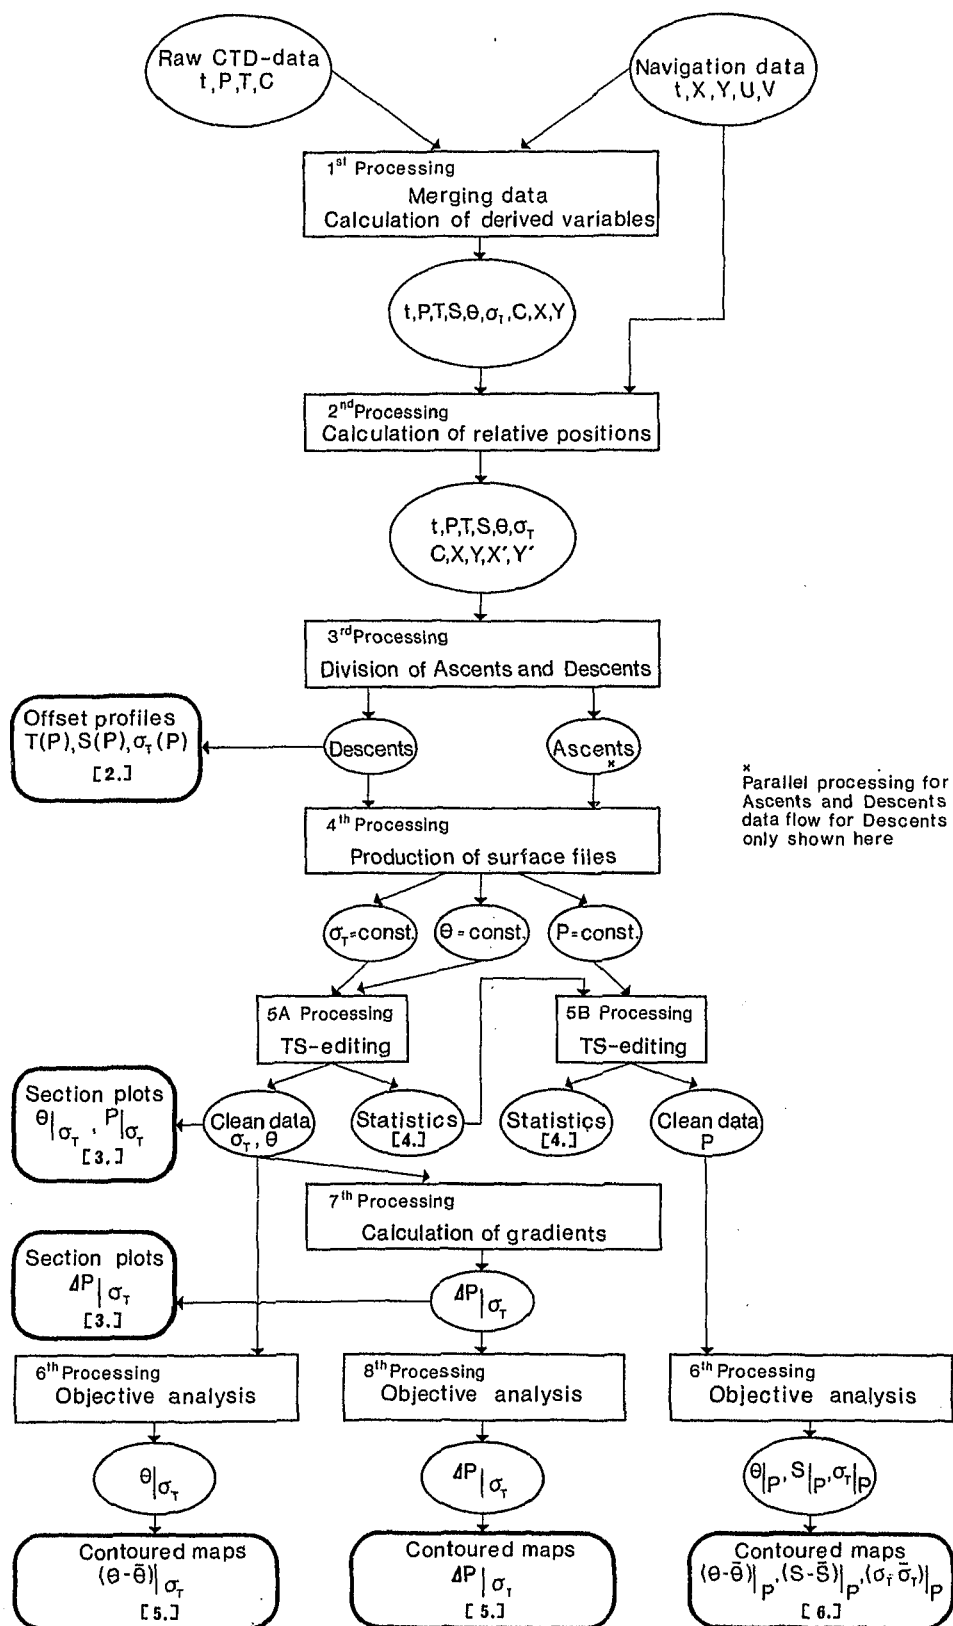 Raw CTD-data
t,P,T,C
Navigation data
t,X,Y,U,V
1st Processing
Merging data
Calculation of derived variables
t,P,T,S,θ,σT,C,X,Y
2nd Processing
Calculation of relative positions
t,P,T,S,θ,σT
C,X,Y,X´,Y´
3rd Processing
Division of Ascents and Descents
Offset profiles
T(P),S(P),σT(P)
[2.]
Descents
Ascents
x
x
Parallel processing for
Ascents and Descents
data flow for Descents
only shown here
4th Processing
Production of surface files
σT=const.
θ=const.
P=const.
5A Processing
TS-editing
5B Processing
TS-editing
Section plots
θ|σT, P|σT
[3.]
Clean data
σT, θ
Statistics
[4.]
Statistics
[4.]
Clean data
P
7th Processing
Calculation of gradients
Section plots
ΔP|σT
[3.]
ΔP|σT
6th Processing
Objective analysis
8th Processing
Objective analysis
6th Processing
Objective analysis
θ|σT
ΔP|σT
θ|P, S|P, σT|P
Contoured maps
(θ-θ̄)|σT
[5.]
Contoured maps
ΔP|σT
[5.]
Contoured maps
(θ-θ̄)|P,(S-S̄)|P,(σT-σ̄T)|P
[6.]